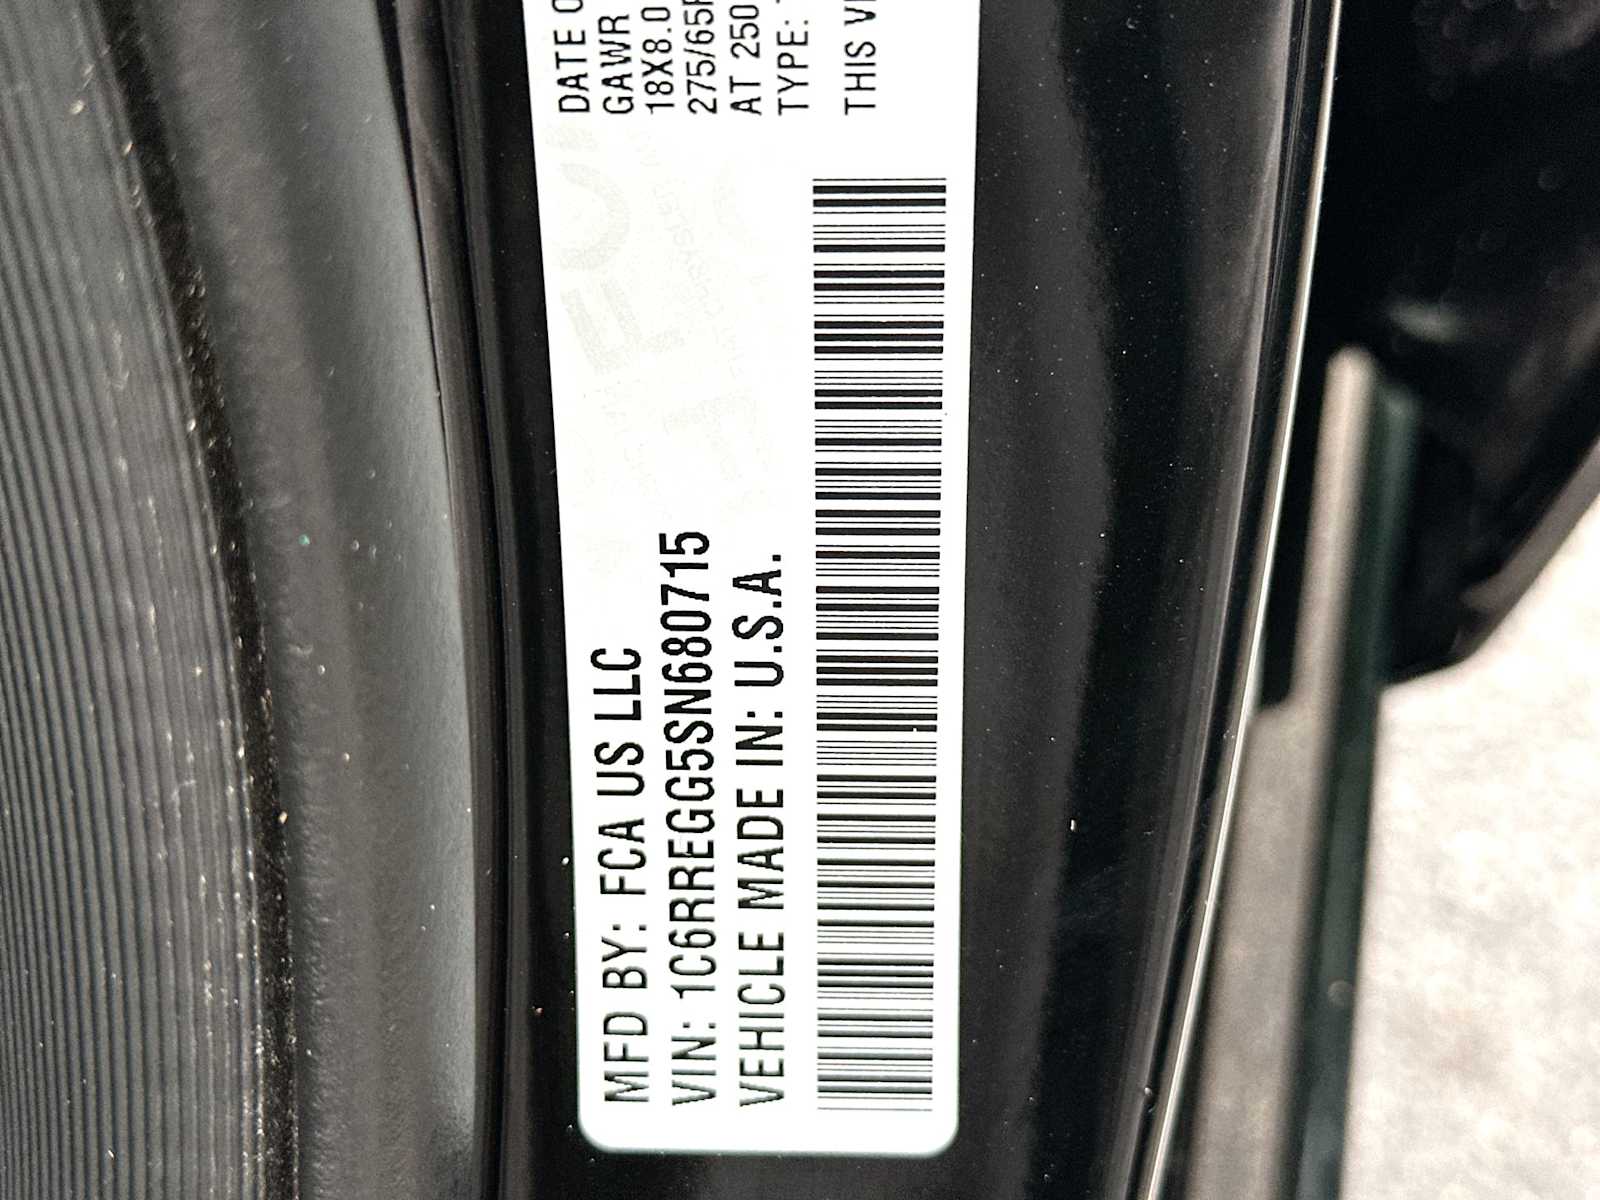 MFD BY: FCA US LLC
VIN: 1C6RREGG5SN680715
VEHICLE MADE IN: U.S.A.
DATE O
GAWR
18X8.0
275/65R
AT 250
TYPE: T
THIS VE